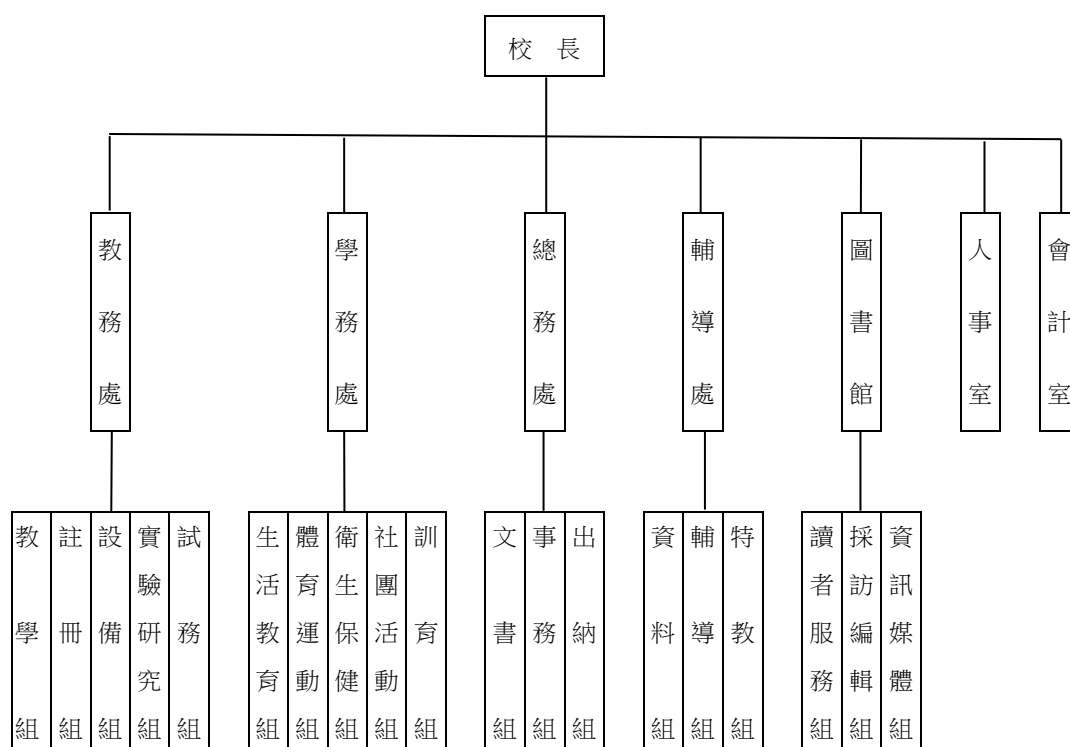 校長
教務處
學務處
總務處
輔導處
圖書館
人事室
會計室
教學組
註冊組
設備組
實驗研究組
試務組
生活教育組
體育運動組
衛生保健組
社團活動組
訓育組
文書組
事務組
出納組
資料組
輔導組
特教組
讀者服務組
採訪編輯組
資訊媒體組